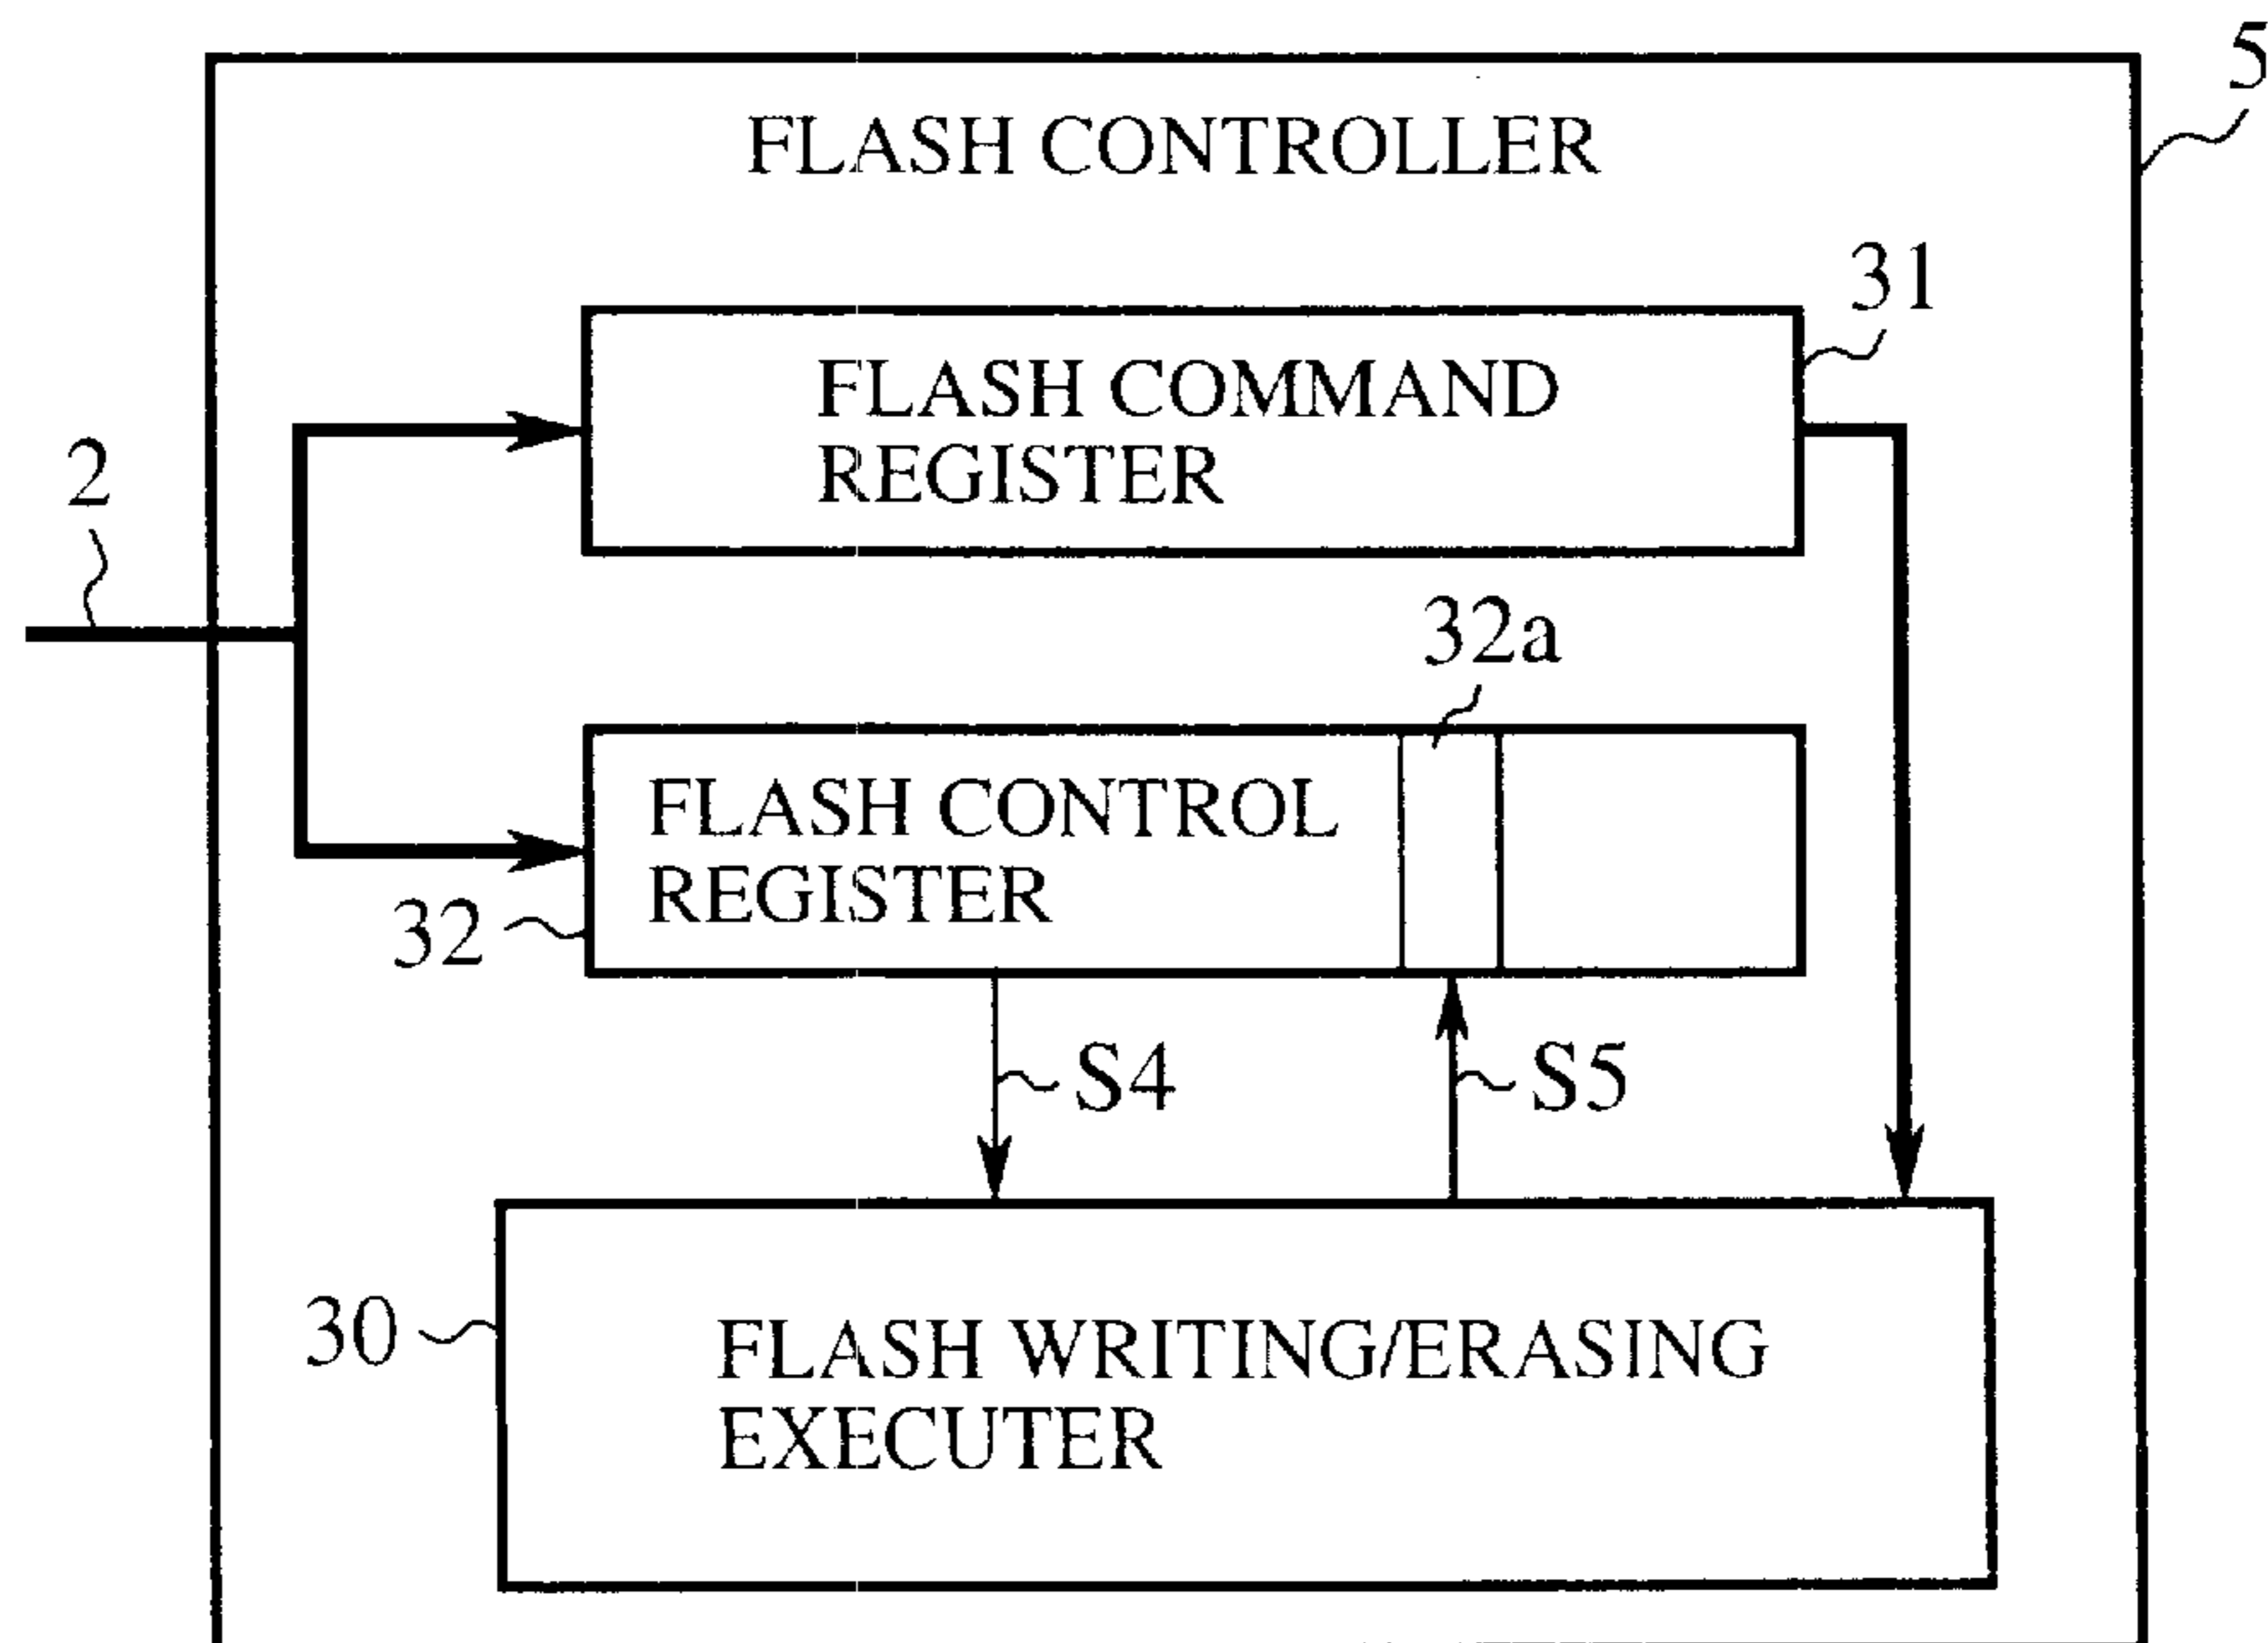 5
FLASH CONTROLLER
31
FLASH COMMAND
REGISTER
2
32a
FLASH CONTROL
REGISTER
32
S4
S5
30
FLASH WRITING/ERASING
EXECUTER